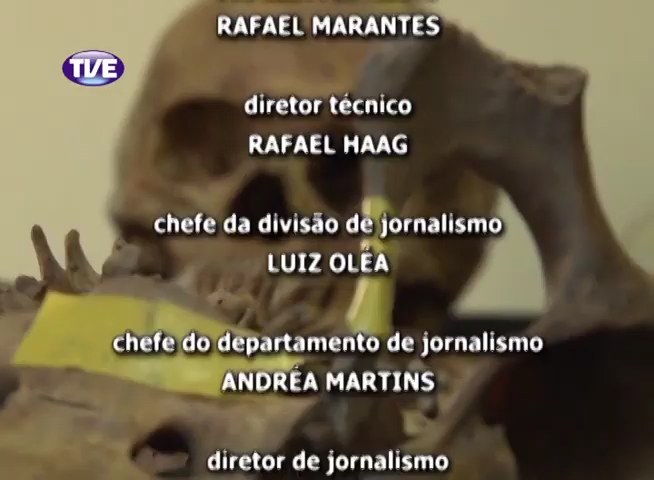 RAFAEL MARANTES
TVE
diretor técnico
RAFAEL HAAG
chefe da divisão de jornalismo
LUIZ OLÉA
chefe do departamento de jornalismo
ANDRÉA MARTINS
diretor de jornalismo